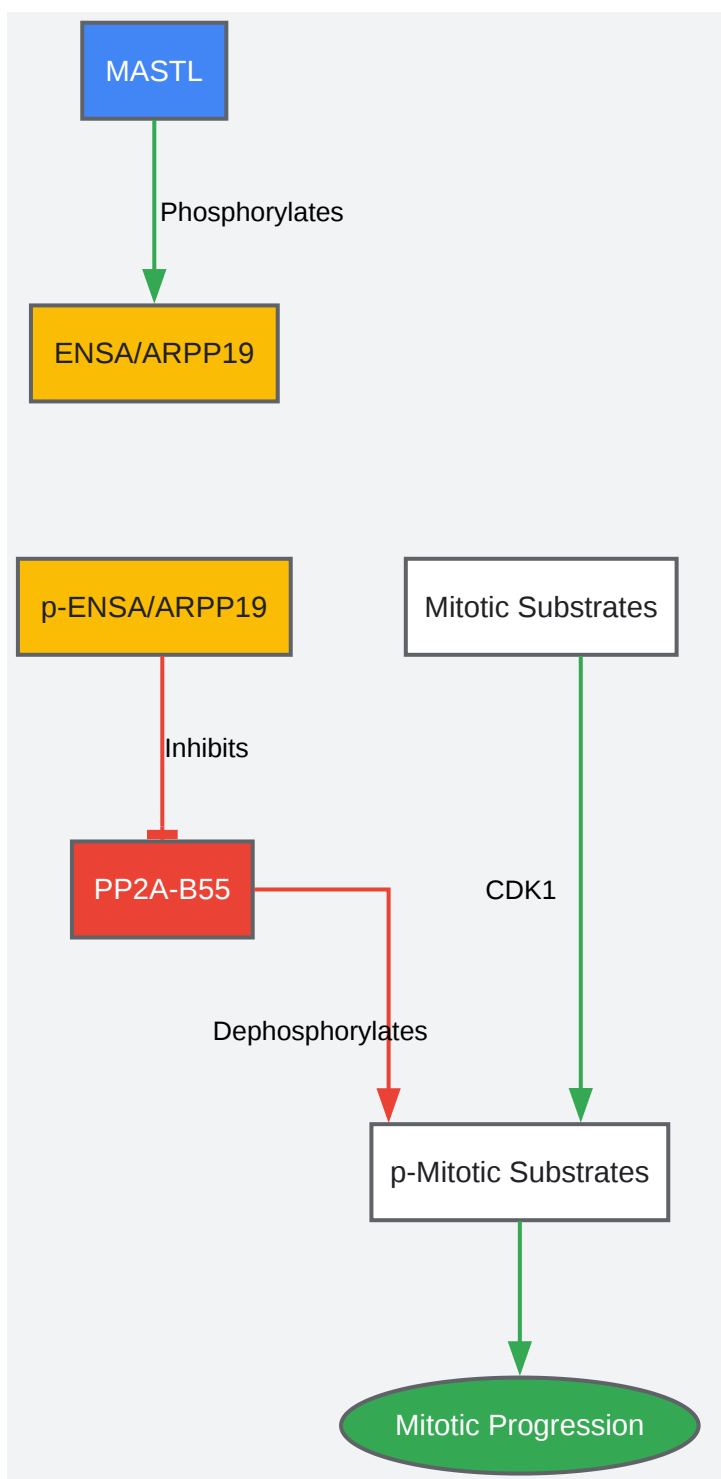 MASTL
Phosphorylates
ENSA/ARPP19
p-ENSA/ARPP19
Mitotic Substrates
Inhibits
PP2A-B55
CDK1
Dephosphorylates
p-Mitotic Substrates
Mitotic Progression